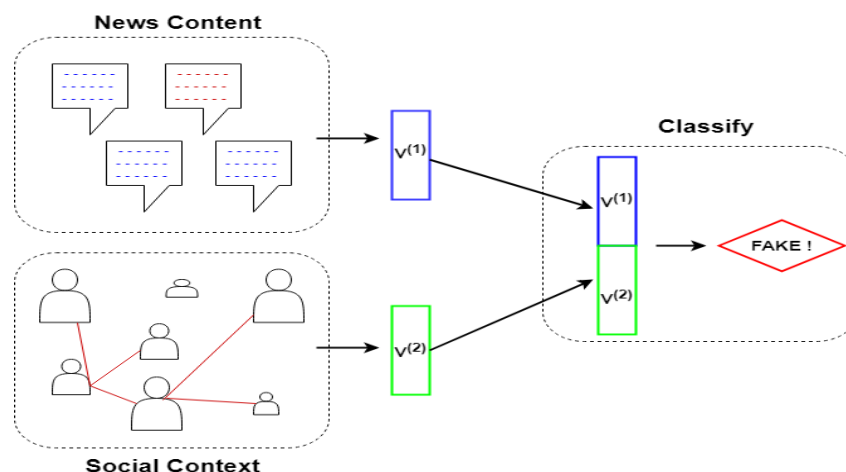 News Content
V(1)
Classify
V(1)
FAKE !
V(2)
V(2)
Social Context